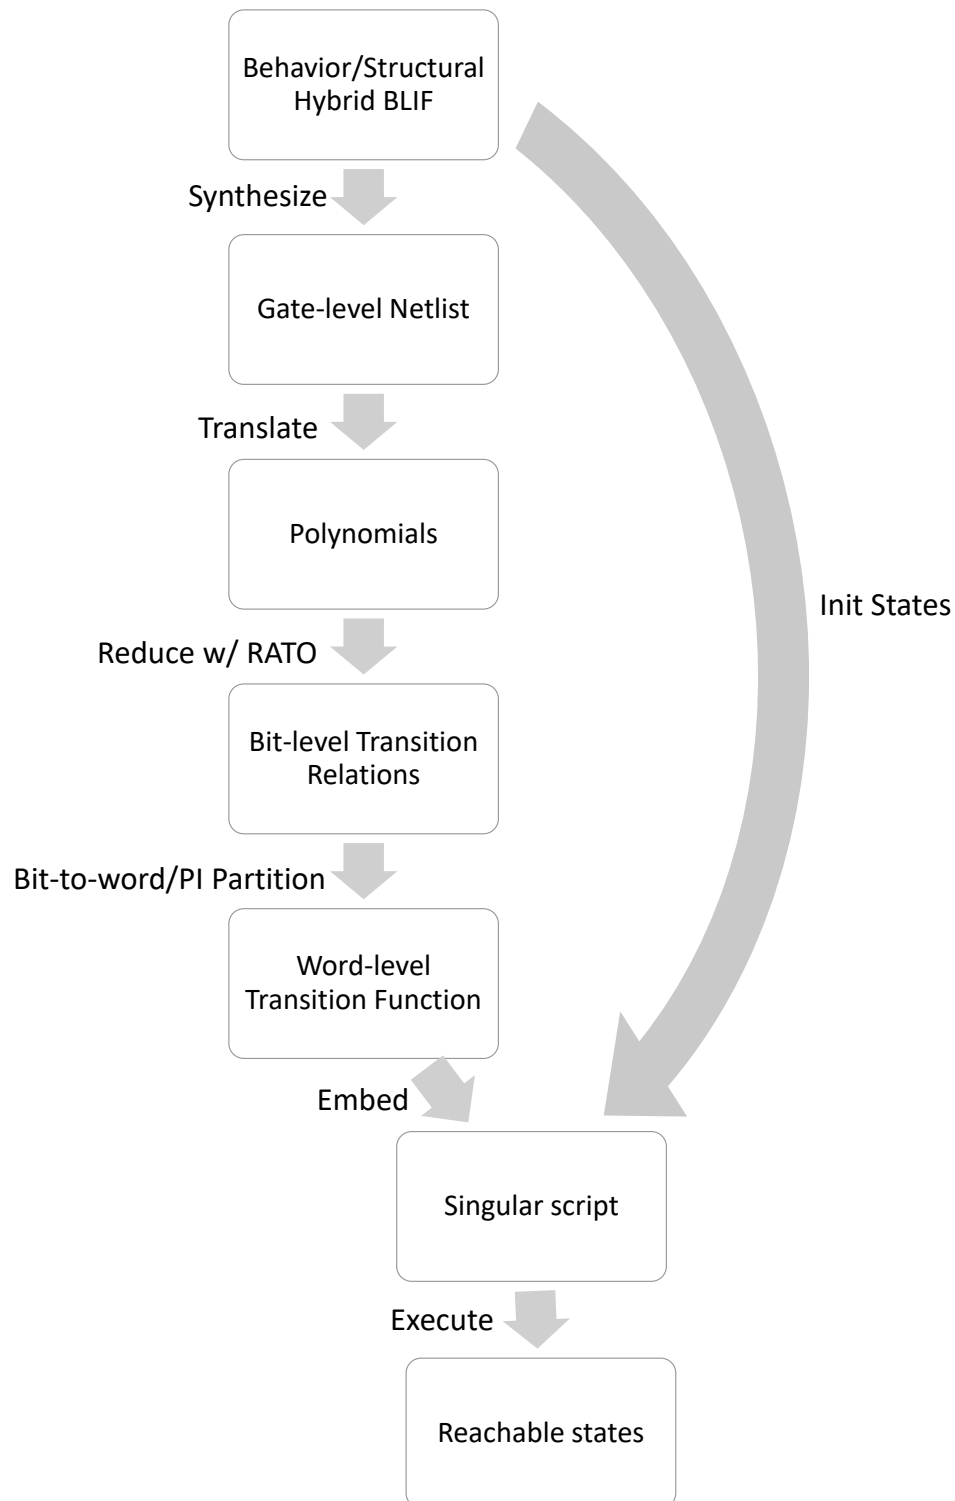 Behavior/Structural
Hybrid BLIF
Synthesize
Gate-level Netlist
Translate
Polynomials
Init States
Reduce w/ RATO
Bit-level Transition
Relations
Bit-to-word/PI Partition
Word-level
Transition Function
Embed
Singular script
Execute
Reachable states